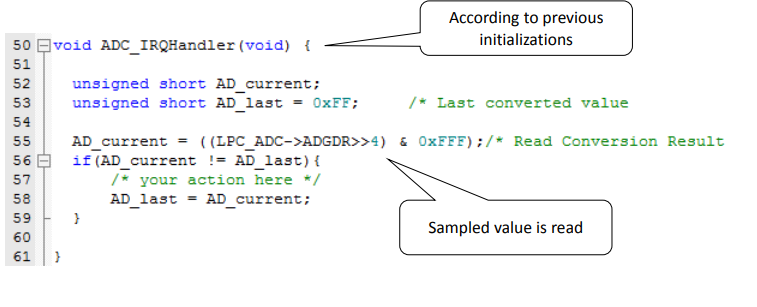 According to previous
initializations
50 void ADC_IRQHandler(void) {
51
52 unsigned short AD_current;
53 unsigned short AD_last = 0xFF; /* Last converted value
54
55 AD_current = ((LPC_ADC->ADGDR>>4) & 0xFFF);/* Read Conversion Result
56 if(AD_current != AD_last){
57 /* your action here */
58 AD_last = AD_current;
59 }
60
61 }
Sampled value is read